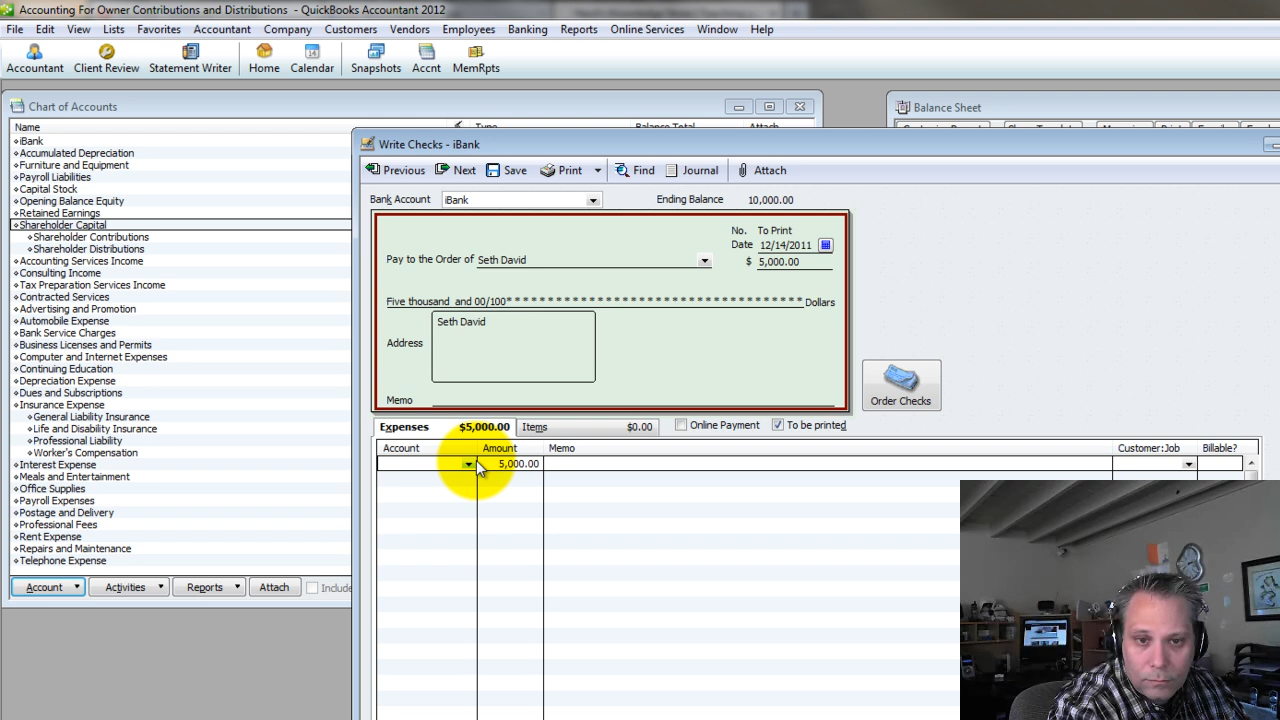 Accounting For Owner Contributions and Distributions - QuickBooks Accountant 2012
File Edit View Lists Favorites Accountant Company Customers Vendors Employees Banking Reports Online Services Window Help
Accountant Client Review Statement Writer Home Calendar Snapshots Accnt MemRpts
Chart of Accounts
Balance Sheet
Name Type Balance Total Attach
iBank
Accumulated Depreciation
Furniture and Equipment
Payroll Liabilities
Capital Stock
Opening Balance Equity
Retained Earnings
Shareholder Capital
Shareholder Contributions
Shareholder Distributions
Accounting Services Income
Consulting Income
Tax Preparation Services Income
Contracted Services
Advertising and Promotion
Automobile Expense
Bank Service Charges
Business Licenses and Permits
Computer and Internet Expenses
Continuing Education
Depreciation Expense
Dues and Subscriptions
Insurance Expense
General Liability Insurance
Life and Disability Insurance
Professional Liability
Worker's Compensation
Interest Expense
Meals and Entertainment
Office Supplies
Payroll Expenses
Postage and Delivery
Professional Fees
Rent Expense
Repairs and Maintenance
Telephone Expense
Account Activities Reports Attach Include
Write Checks - iBank
Previous Next Save Print Find Journal Attach
Bank Account iBank Ending Balance 10,000.00
No. To Print
Date 12/14/2011
Pay to the Order of Seth David $ 5,000.00
Five thousand and 00/100* * * * * * * * * * * * * * * * * * * * * * * * * * * * * * * * * * * * Dollars
Seth David
Address
Memo
Order Checks
Expenses $5,000.00 Items $0.00 Online Payment To be printed
Account Amount Memo Customer:Job Billable?
5,000.00